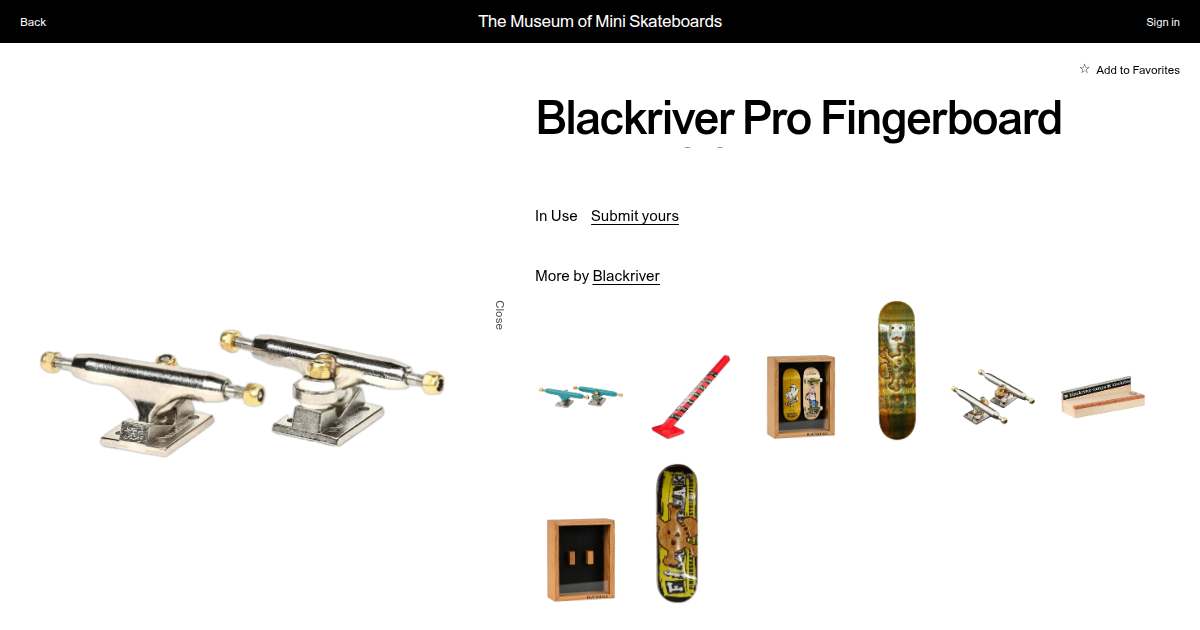 Back
The Museum of Mini Skateboards
Sign in
☆ Add to Favorites
Blackriver Pro Fingerboard
In Use Submit yours
More by Blackriver
Close